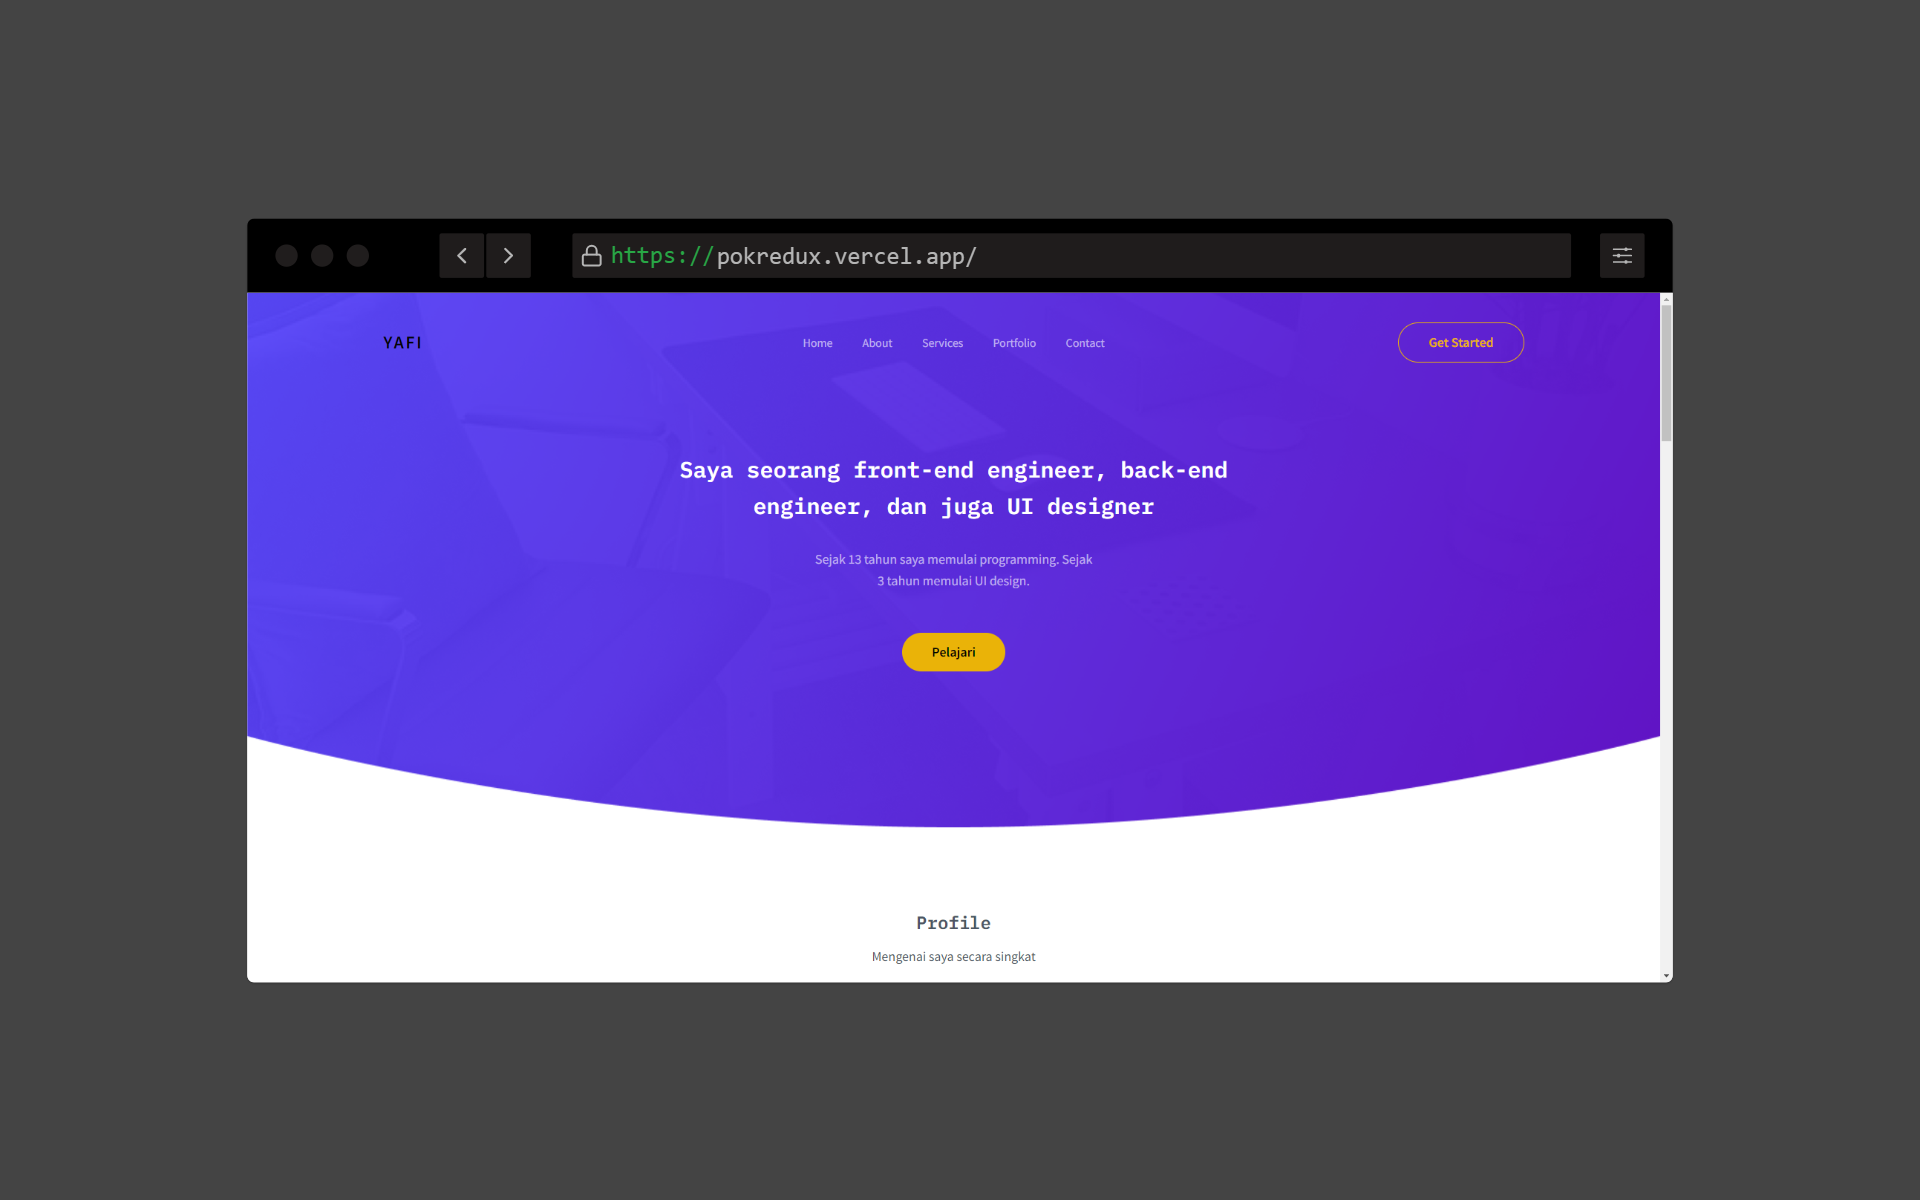 https://pokredux.vercel.app/
YAFI
Home About Services Portfolio Contact
Get Started
Saya seorang front-end engineer, back-end
engineer, dan juga UI designer
Sejak 13 tahun saya memulai programming. Sejak
3 tahun memulai UI design.
Pelajari
Profile
Mengenai saya secara singkat